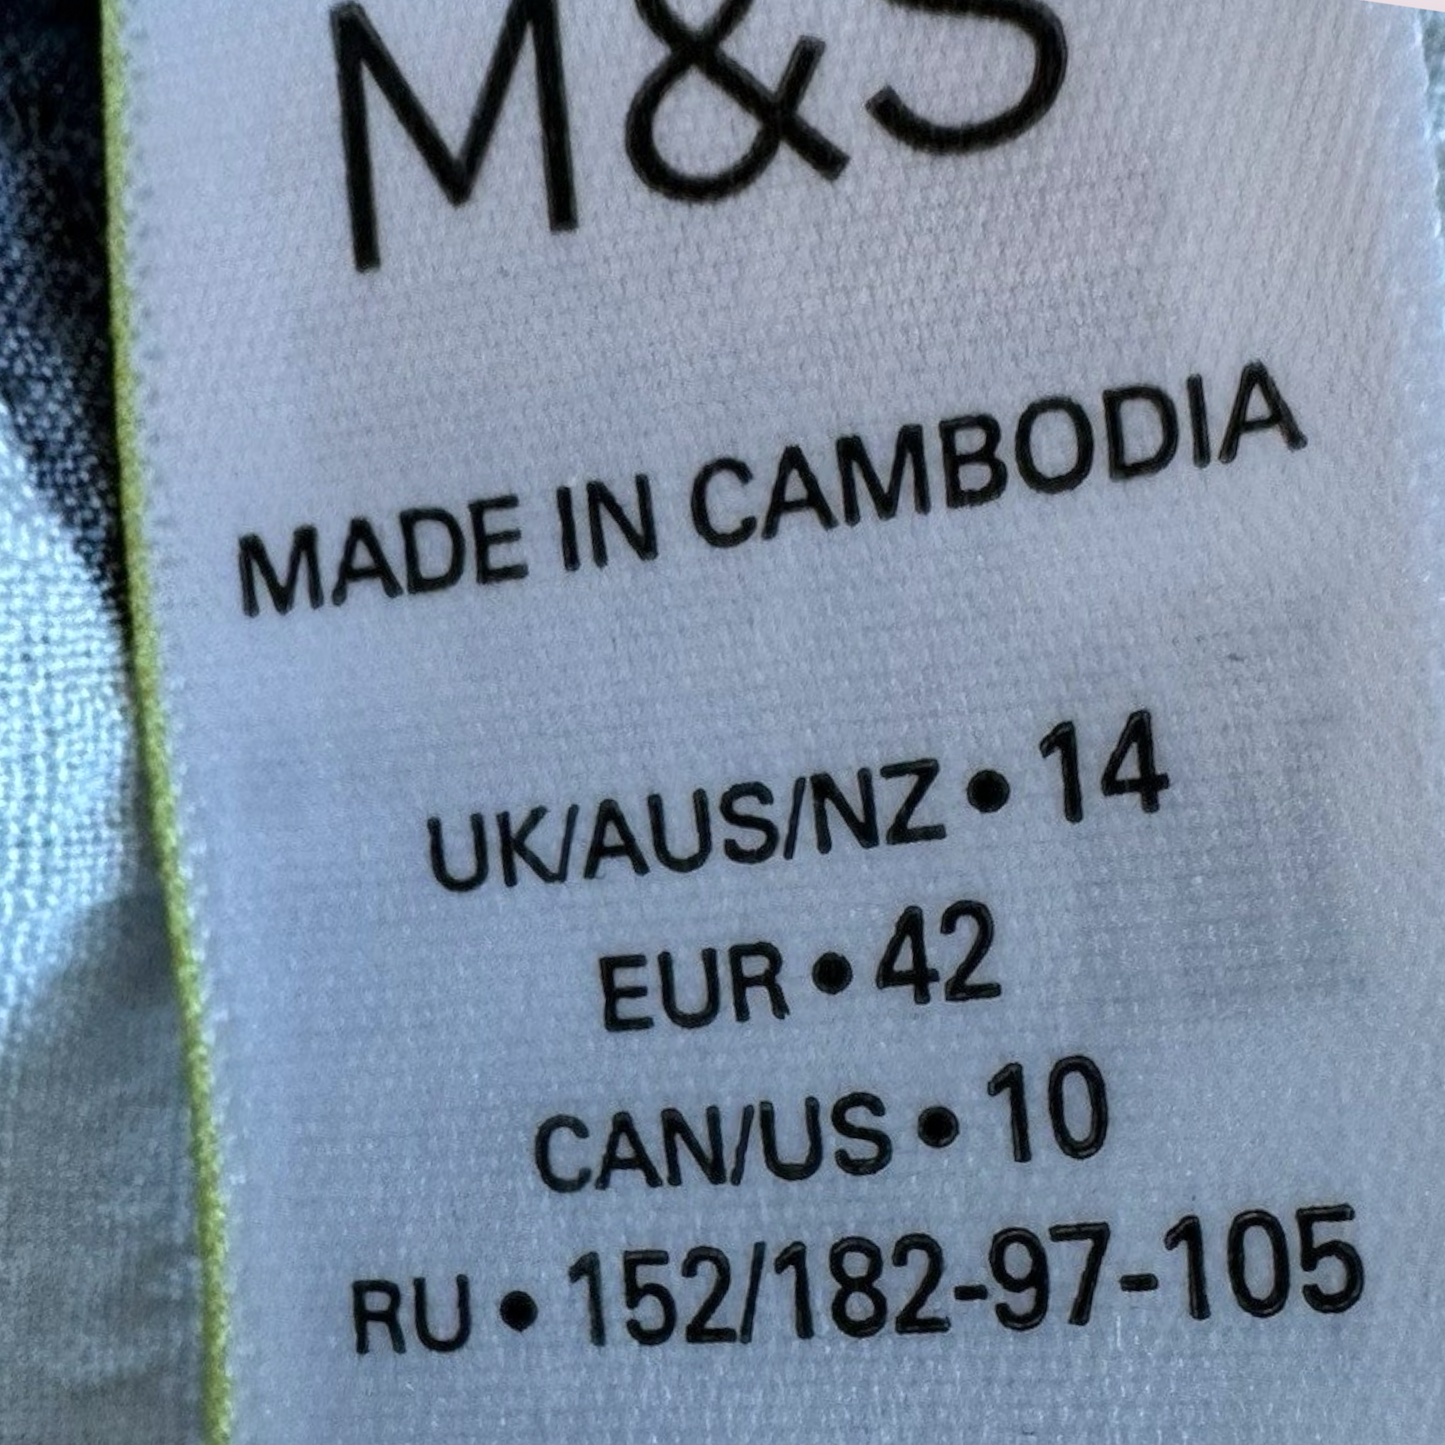 M&S
MADE IN CAMBODIA
UK/AUS/NZ • 14
EUR • 42
CAN/US • 10
RU • 152/182-97-105